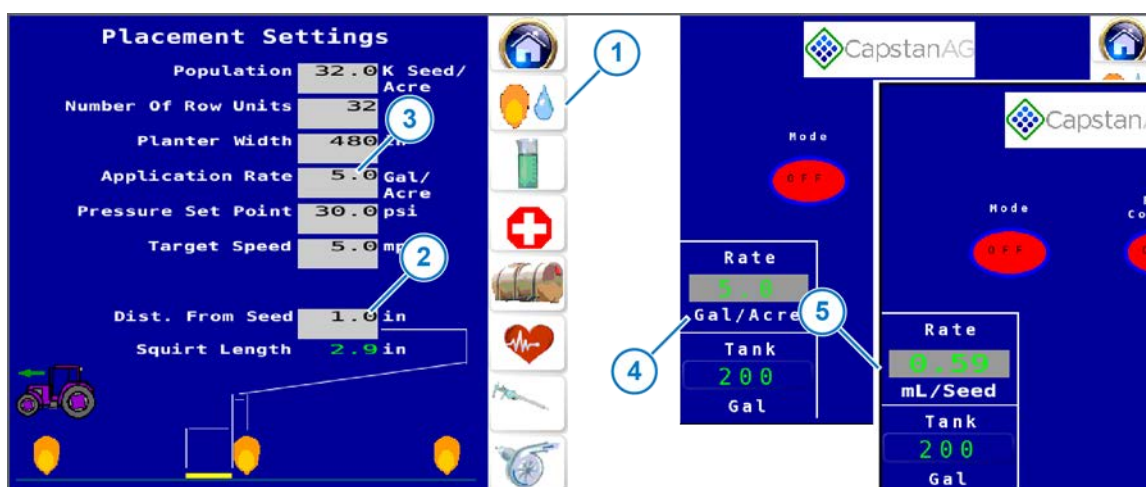 Placement Settings
Population 32.0 K Seed/
Acre
Number Of Row Units 32
Planter Width 480
Application Rate 5.0 Gal/
Acre
Pressure Set Point 30.0 psi
Target Speed 5.0
Dist. From Seed 1.0 in
Squirt Length 2.9 in
1
3
2
CapstanAG
Mode
OFF
Rate
5.0
Gal/Acre
Tank
200
Gal
4
5
Capstan
Mode
OFF
Co
Rate
0.59
mL/Seed
Tank
200
Gal